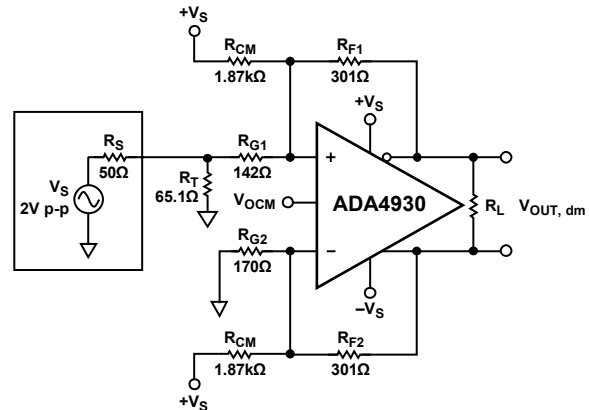 +VS
RCM
1.87kΩ
RF1
301Ω
+VS
RS
50Ω
VS
2V p-p
RT
65.1Ω
RG1
142Ω
+
VOCM
ADA4930
RL
VOUT, dm
RG2
170Ω
−
−VS
RCM
1.87kΩ
RF2
301Ω
+VS